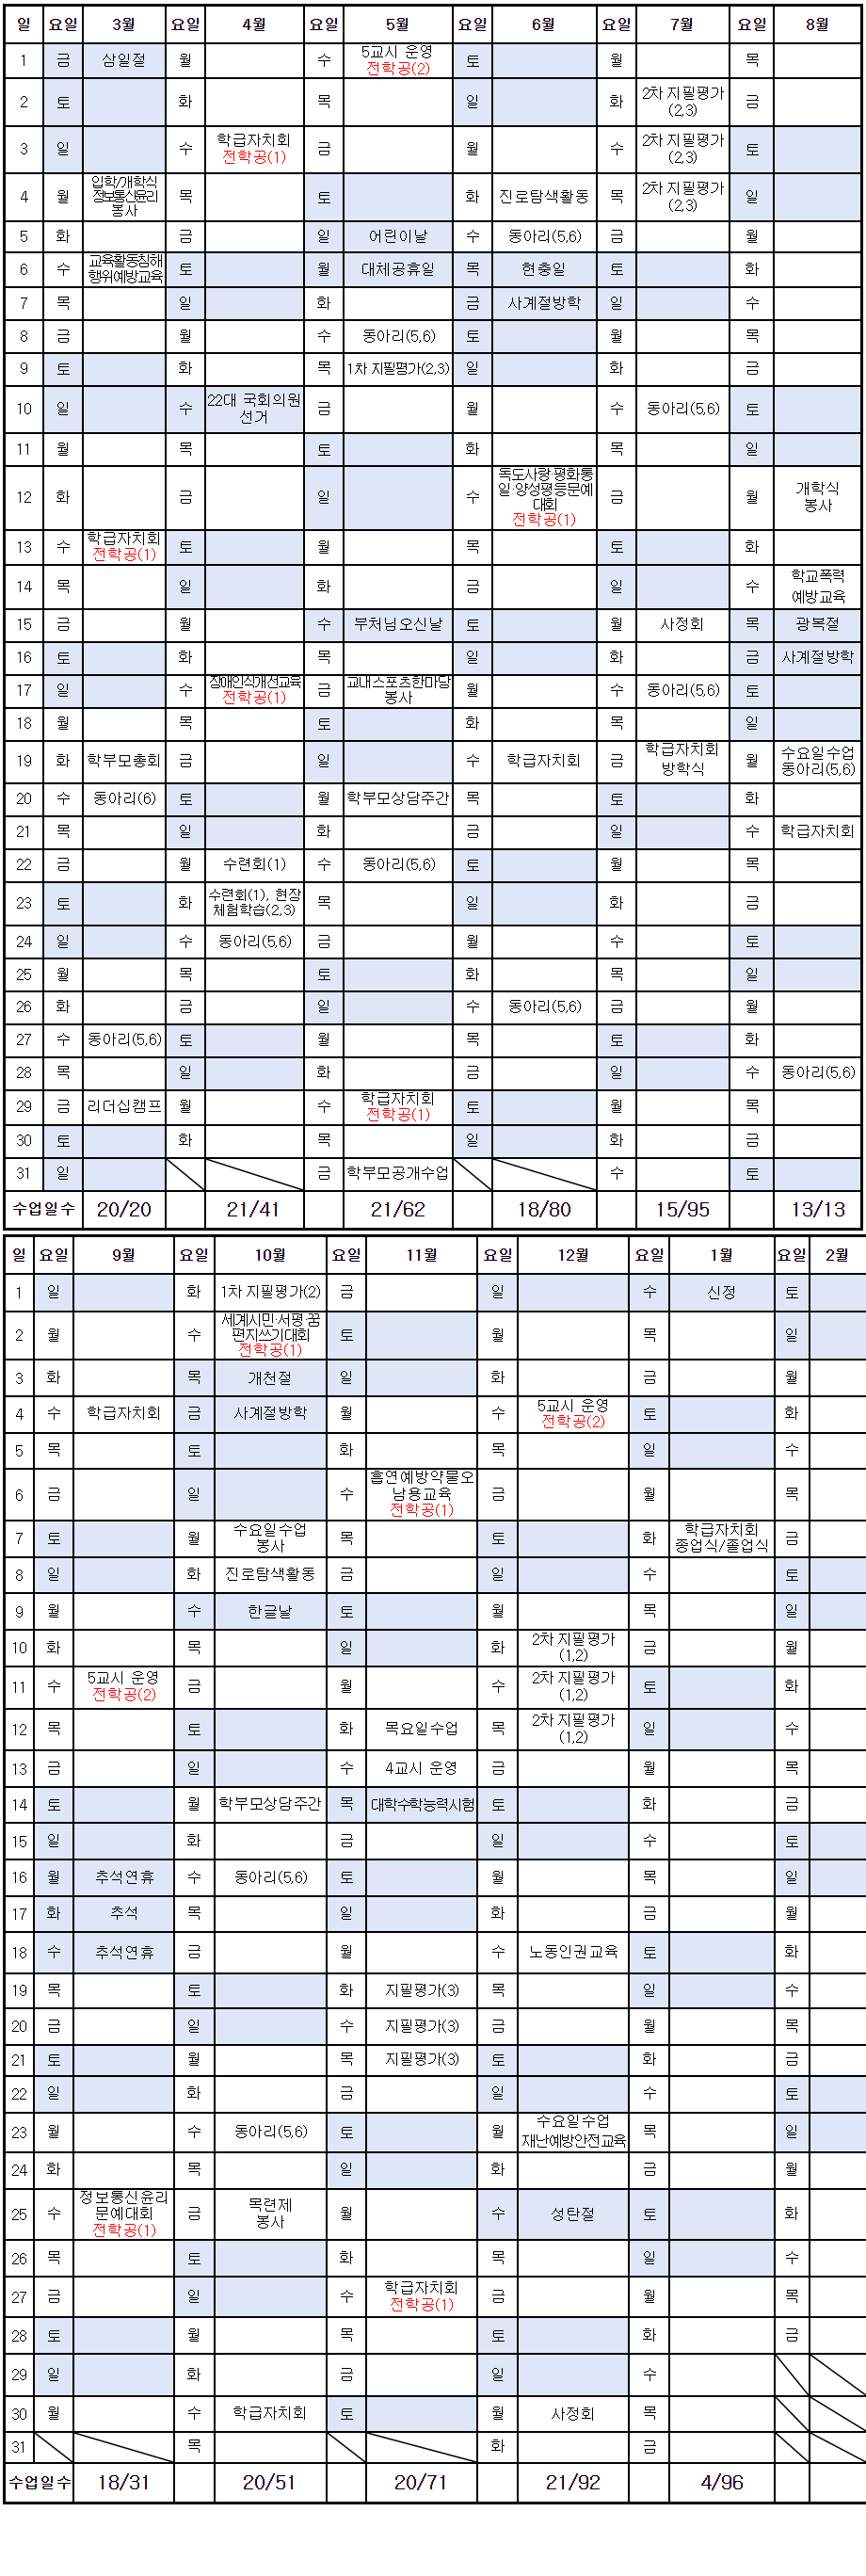 일 요일 3월 요일 4월 요일 5월 요일 6월 요일 7월 요일 8월
1 금 삼일절 월 수 5교시 운영 전학공(2) 토 월 목
2 토 화 목 일 화 2차 지필평가 (2,3) 금
3 일 수 학급자치회 전학공(1) 금 월 수 2차 지필평가 (2,3) 토
4 월 입학/개학식 정보통신윤리 봉사 목 토 화 진로탐색활동 목 2차 지필평가 (2,3) 일
5 화 금 일 어린이날 수 동아리(5,6) 금 월
6 수 교육활동침해 행위예방교육 토 월 대체공휴일 목 현충일 토 화
7 목 일 화 금 사계절방학 일 수
8 금 월 수 동아리(5,6) 토 월 목
9 토 화 목 1차 지필평가(2,3) 일 화 금
10 일 수 22대 국회의원 선거 금 월 수 동아리(5,6) 토
11 월 목 토 화 목 일
12 화 금 일 수 독도사랑·평화통일·양성평등문예대회 전학공(1) 금 월 개학식 봉사
13 수 학급자치회 전학공(1) 토 월 목 토 화
14 목 일 화 금 일 수 학교폭력 예방교육
15 금 월 수 부처님오신날 토 월 사정회 목 광복절
16 토 화 목 일 화 금 사계절방학
17 일 수 장애인식개선교육 전학공(1) 금 교내스포츠한마당 봉사 월 수 동아리(5,6) 토
18 월 목 토 화 목 일
19 화 학부모총회 금 일 수 학급자치회 금 학급자치회 방학식 월 수요일수업 동아리(5,6)
20 수 동아리(6) 토 월 학부모상담주간 목 토 화
21 목 일 화 금 일 수 학급자치회
22 금 월 수련회(1) 수 동아리(5,6) 토 월 목
23 토 화 수련회(1), 현장체험학습(2,3) 목 일 화 금
24 일 수 동아리(5,6) 금 월 수 토
25 월 목 토 화 목 일
26 화 금 일 수 동아리(5,6) 금 월
27 수 동아리(5,6) 토 월 목 토 화
28 목 일 화 금 일 수 동아리(5,6)
29 금 리더십캠프 월 수 학급자치회 전학공(1) 토 월 목
30 토 화 목 일 화 금
31 일 금 학부모공개수업 수 토
수업일수 20/20 21/41 21/62 18/80 15/95 13/13
일 요일 9월 요일 10월 요일 11월 요일 12월 요일 1월 요일 2월
1 일 화 1차 지필평가(2) 금 일 수 신정 토
2 월 수 세계시민·서평·꿈편지쓰기대회 전학공(1) 토 월 목 일
3 화 목 개천절 일 화 금 월
4 수 학급자치회 금 사계절방학 월 수 5교시 운영 전학공(2) 토 화
5 목 토 화 목 일 수
6 금 일 수 흡연예방약물오남용교육 전학공(1) 금 월 목
7 토 월 수요일수업 봉사 목 토 화 학급자치회 종업식/졸업식 금
8 일 화 진로탐색활동 금 일 수 토
9 월 수 한글날 토 월 목 일
10 화 목 일 화 2차 지필평가 (1,2) 금 월
11 수 5교시 운영 전학공(2) 금 월 수 2차 지필평가 (1,2) 토 화
12 목 토 화 목요일수업 목 2차 지필평가 (1,2) 일 수
13 금 일 수 4교시 운영 금 월 목
14 토 월 학부모상담주간 목 대학수학능력시험 토 화 금
15 일 화 금 일 수 토
16 월 추석연휴 수 동아리(5,6) 토 월 목 일
17 화 추석 목 일 화 금 월
18 수 추석연휴 금 월 수 노동인권교육 토 화
19 목 토 화 지필평가(3) 목 일 수
20 금 일 수 지필평가(3) 금 월 목
21 토 월 목 지필평가(3) 토 화 금
22 일 화 금 일 수 토
23 월 수 동아리(5,6) 토 월 수요일수업 재난예방안전교육 목 일
24 화 목 일 화 금 월
25 수 정보통신윤리 문예대회 전학공(1) 금 목련제 봉사 월 수 성탄절 토 화
26 목 토 화 목 일 수
27 금 일 수 학급자치회 전학공(1) 금 월 목
28 토 월 목 토 화 금
29 일 화 금 일 수
30 월 수 학급자치회 토 월 사정회 목
31 목 화 금
수업일수 18/31 20/51 20/71 21/92 4/96